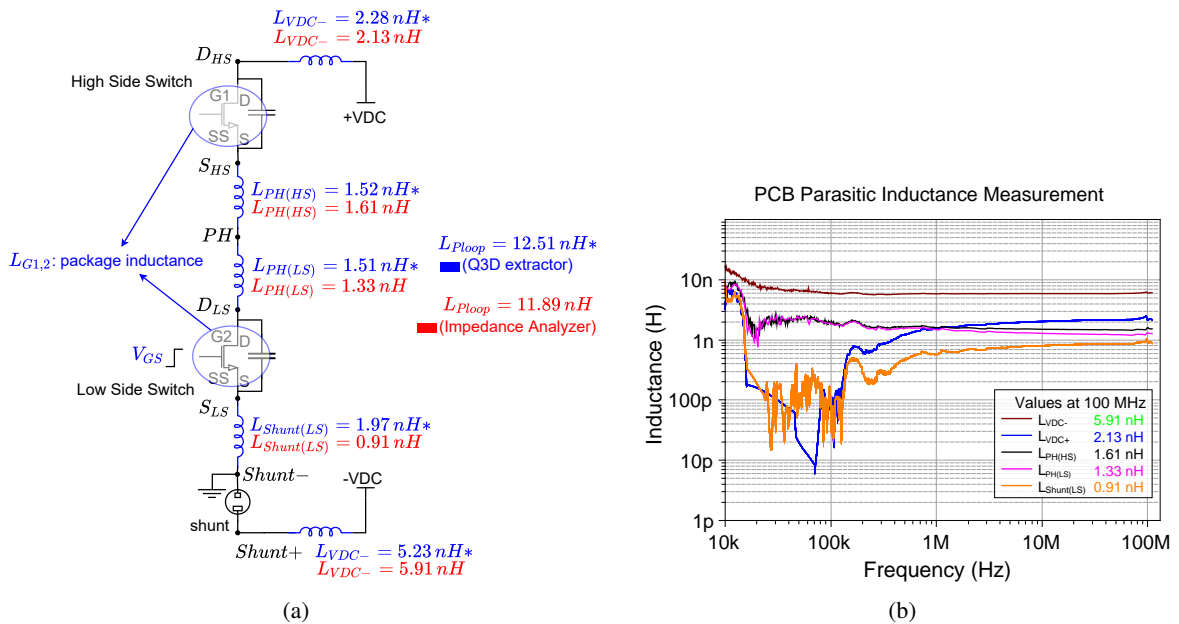 L_{VDC-} = 2.28 nH*
L_{VDC-} = 2.13 nH
D_{HS}
High Side Switch
G1
D
SS
S
+VDC
S_{HS}
L_{PH(HS)} = 1.52 nH*
L_{PH(HS)} = 1.61 nH
PH
L_{G1,2}: package inductance
L_{PH(LS)} = 1.51 nH*
L_{PH(LS)} = 1.33 nH
L_{Ploop} = 12.51 nH*
(Q3D extractor)
L_{Ploop} = 11.89 nH
(Impedance Analyzer)
D_{LS}
G2
D
V_{GS}
SS
S
Low Side Switch
S_{LS}
L_{Shunt(LS)} = 1.97 nH*
L_{Shunt(LS)} = 0.91 nH
Shunt−
-VDC
shunt
Shunt+
L_{VDC-} = 5.23 nH*
L_{VDC-} = 5.91 nH
(a)
PCB Parasitic Inductance Measurement
Inductance (H)
10n
1n
100p
10p
1p
Values at 100 MHz
L_{VDC-} 5.91 nH
L_{VDC+} 2.13 nH
L_{PH(HS)} 1.61 nH
L_{PH(LS)} 1.33 nH
L_{Shunt(LS)} 0.91 nH
10k 100k 1M 10M 100M
Frequency (Hz)
(b)